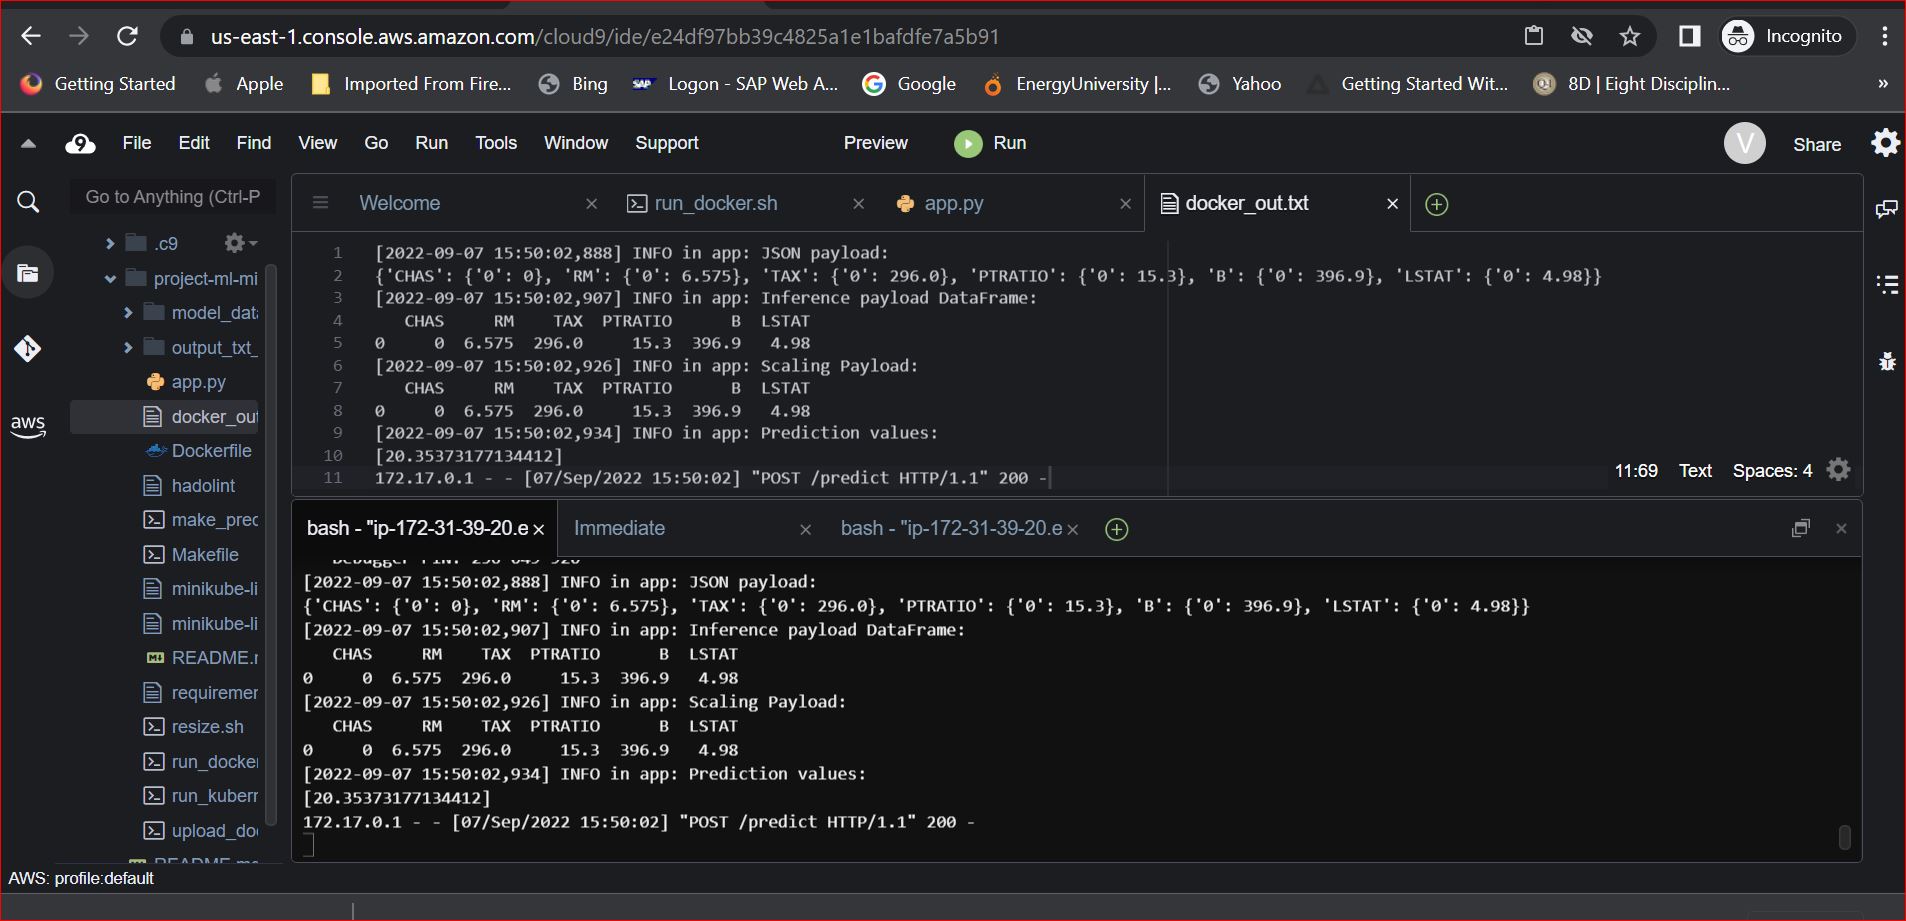 us-east-1.console.aws.amazon.com/cloud9/ide/e24df97bb39c4825a1e1bafdfe7a5b91 Incognito
Getting Started Apple Imported From Fire... Bing SAP Logon - SAP Web A... Google EnergyUniversity |... Yahoo Getting Started Wit... 8D | Eight Disciplin... »
9 File Edit Find View Go Run Tools Window Support Preview Run V Share
Go to Anything (Ctrl-P
Welcome run_docker.sh app.py docker_out.txt
.c9
project-ml-mi
model_data
output_txt_
app.py
docker_out
Dockerfile
hadolint
make_prec
Makefile
minikube-li
minikube-li
README.r
requiremer
resize.sh
run_docker
run_kubern
upload_do
aws
1 [2022-09-07 15:50:02,888] INFO in app: JSON payload:
2 {'CHAS': {'0': 0}, 'RM': {'0': 6.575}, 'TAX': {'0': 296.0}, 'PTRATIO': {'0': 15.3}, 'B': {'0': 396.9}, 'LSTAT': {'0': 4.98}}
3 [2022-09-07 15:50:02,907] INFO in app: Inference payload DataFrame:
4 CHAS RM TAX PTRATIO B LSTAT
5 0 0 6.575 296.0 15.3 396.9 4.98
6 [2022-09-07 15:50:02,926] INFO in app: Scaling Payload:
7 CHAS RM TAX PTRATIO B LSTAT
8 0 0 6.575 296.0 15.3 396.9 4.98
9 [2022-09-07 15:50:02,934] INFO in app: Prediction values:
10 [20.35373177134412]
11 172.17.0.1 - - [07/Sep/2022 15:50:02] "POST /predict HTTP/1.1" 200 -
11:69 Text Spaces: 4
bash - "ip-172-31-39-20.e Immediate bash - "ip-172-31-39-20.e
[2022-09-07 15:50:02,888] INFO in app: JSON payload:
{'CHAS': {'0': 0}, 'RM': {'0': 6.575}, 'TAX': {'0': 296.0}, 'PTRATIO': {'0': 15.3}, 'B': {'0': 396.9}, 'LSTAT': {'0': 4.98}}
[2022-09-07 15:50:02,907] INFO in app: Inference payload DataFrame:
CHAS RM TAX PTRATIO B LSTAT
0 0 6.575 296.0 15.3 396.9 4.98
[2022-09-07 15:50:02,926] INFO in app: Scaling Payload:
CHAS RM TAX PTRATIO B LSTAT
0 0 6.575 296.0 15.3 396.9 4.98
[2022-09-07 15:50:02,934] INFO in app: Prediction values:
[20.35373177134412]
172.17.0.1 - - [07/Sep/2022 15:50:02] "POST /predict HTTP/1.1" 200 -
AWS: profile:default